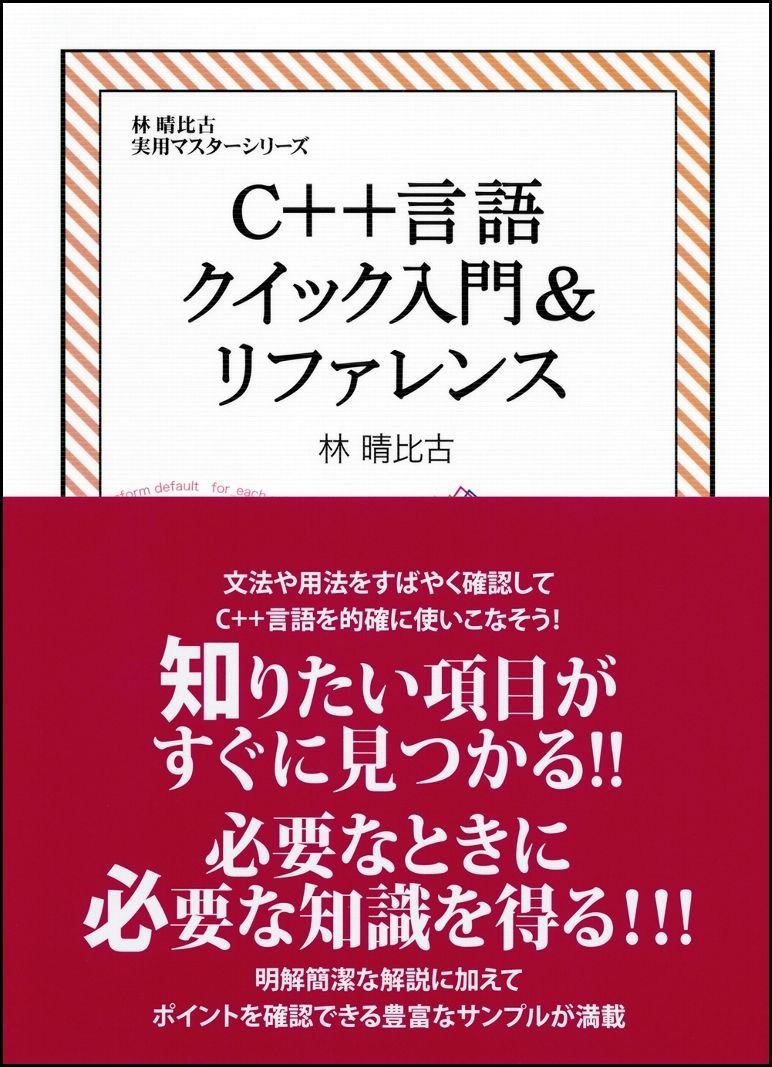 林 晴比古
実用マスターシリーズ
C++言語
クイック入門&
リファレンス
林 晴比古
default for_each
文法や用法をすばやく確認して
C++言語を的確に使いこなそう!
知りたい項目が
すぐに見つかる!!
必要なときに
必要な知識を得る!!!
明解簡潔な解説に加えて
ポイントを確認できる豊富なサンプルが満載